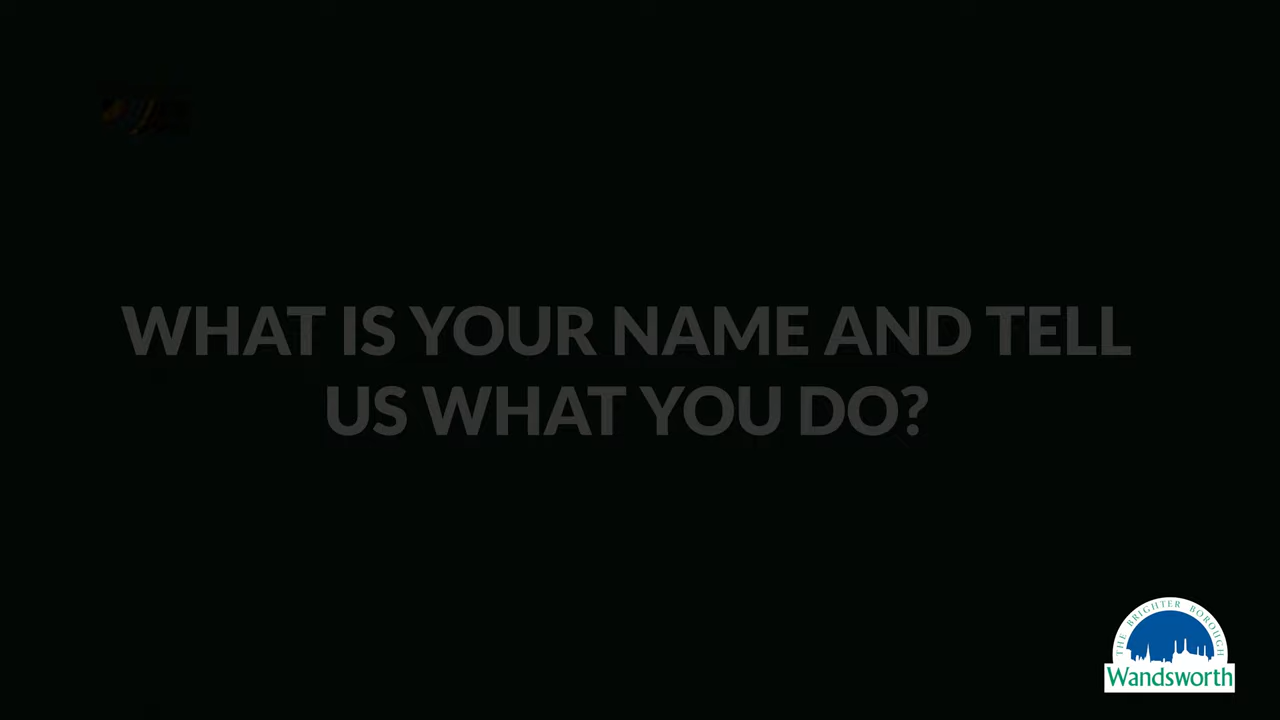 WHAT IS YOUR NAME AND TELL
US WHAT YOU DO?
THE BRIGHTER BOROUGH
Wandsworth